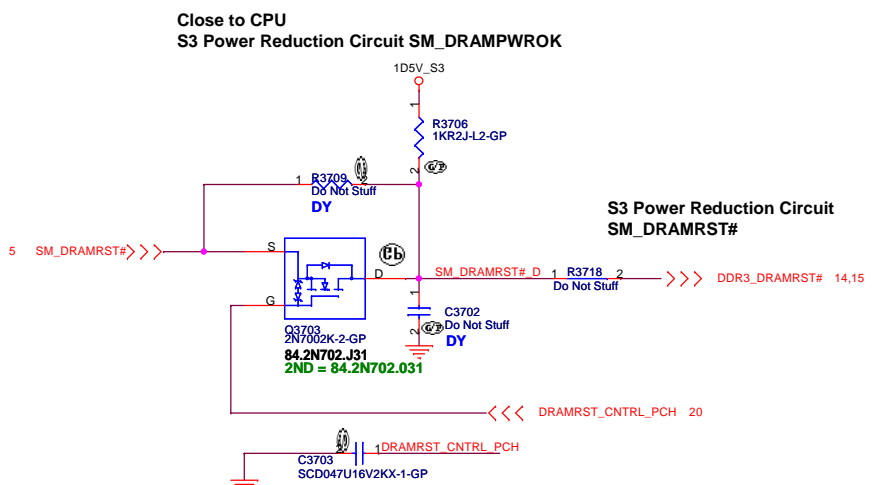 Close to CPU
S3 Power Reduction Circuit SM_DRAMPWROK
1D5V_S3
1
R3706
1KR2J-L2-GP
2
1 R3709 2
Do Not Stuff
DY
S3 Power Reduction Circuit
SM_DRAMRST#
5 SM_DRAMRST#
S
D
G
SM_DRAMRST#_D
1 R3718 2
Do Not Stuff
DDR3_DRAMRST# 14,15
1
C3702
Do Not Stuff
2
DY
Q3703
2N7002K-2-GP
84.2N702.J31
2ND = 84.2N702.031
DRAMRST_CNTRL_PCH 20
1 DRAMRST_CNTRL_PCH
C3703
SCD047U16V2KX-1-GP